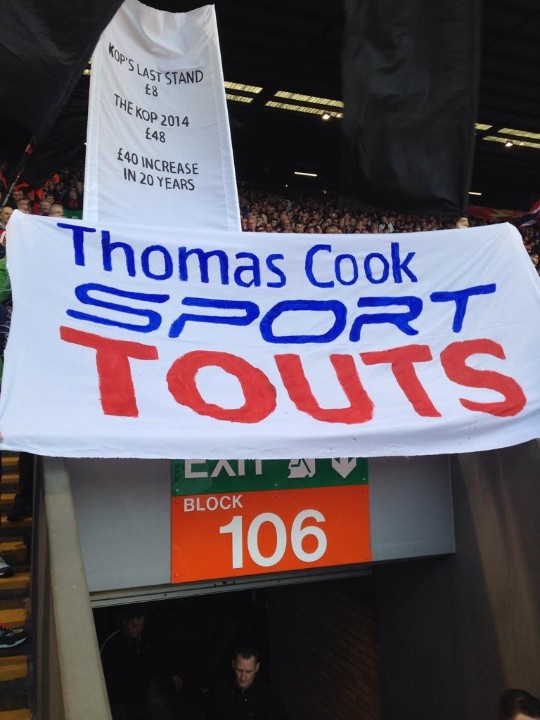 KOP'S LAST STAND
£8
THE KOP 2014
£48
£40 INCREASE
IN 20 YEARS
Thomas Cook
SPORT
TOUTS
EXIT
BLOCK
106